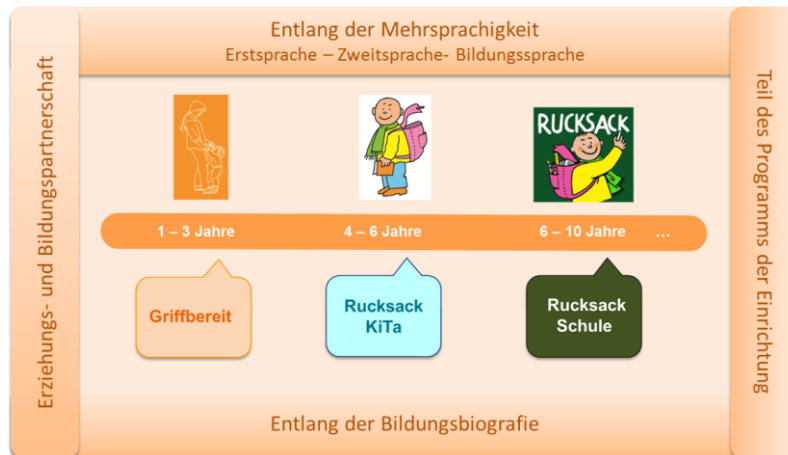 Entlang der Mehrsprachigkeit
Erstsprache – Zweitsprache- Bildungssprache
Erziehungs- und Bildungspartnerschaft
Teil des Programms der Einrichtung
RUCKSACK
1 – 3 Jahre
4 – 6 Jahre
6 – 10 Jahre
...
Griffbereit
Rucksack
KiTa
Rucksack
Schule
Entlang der Bildungsbiografie